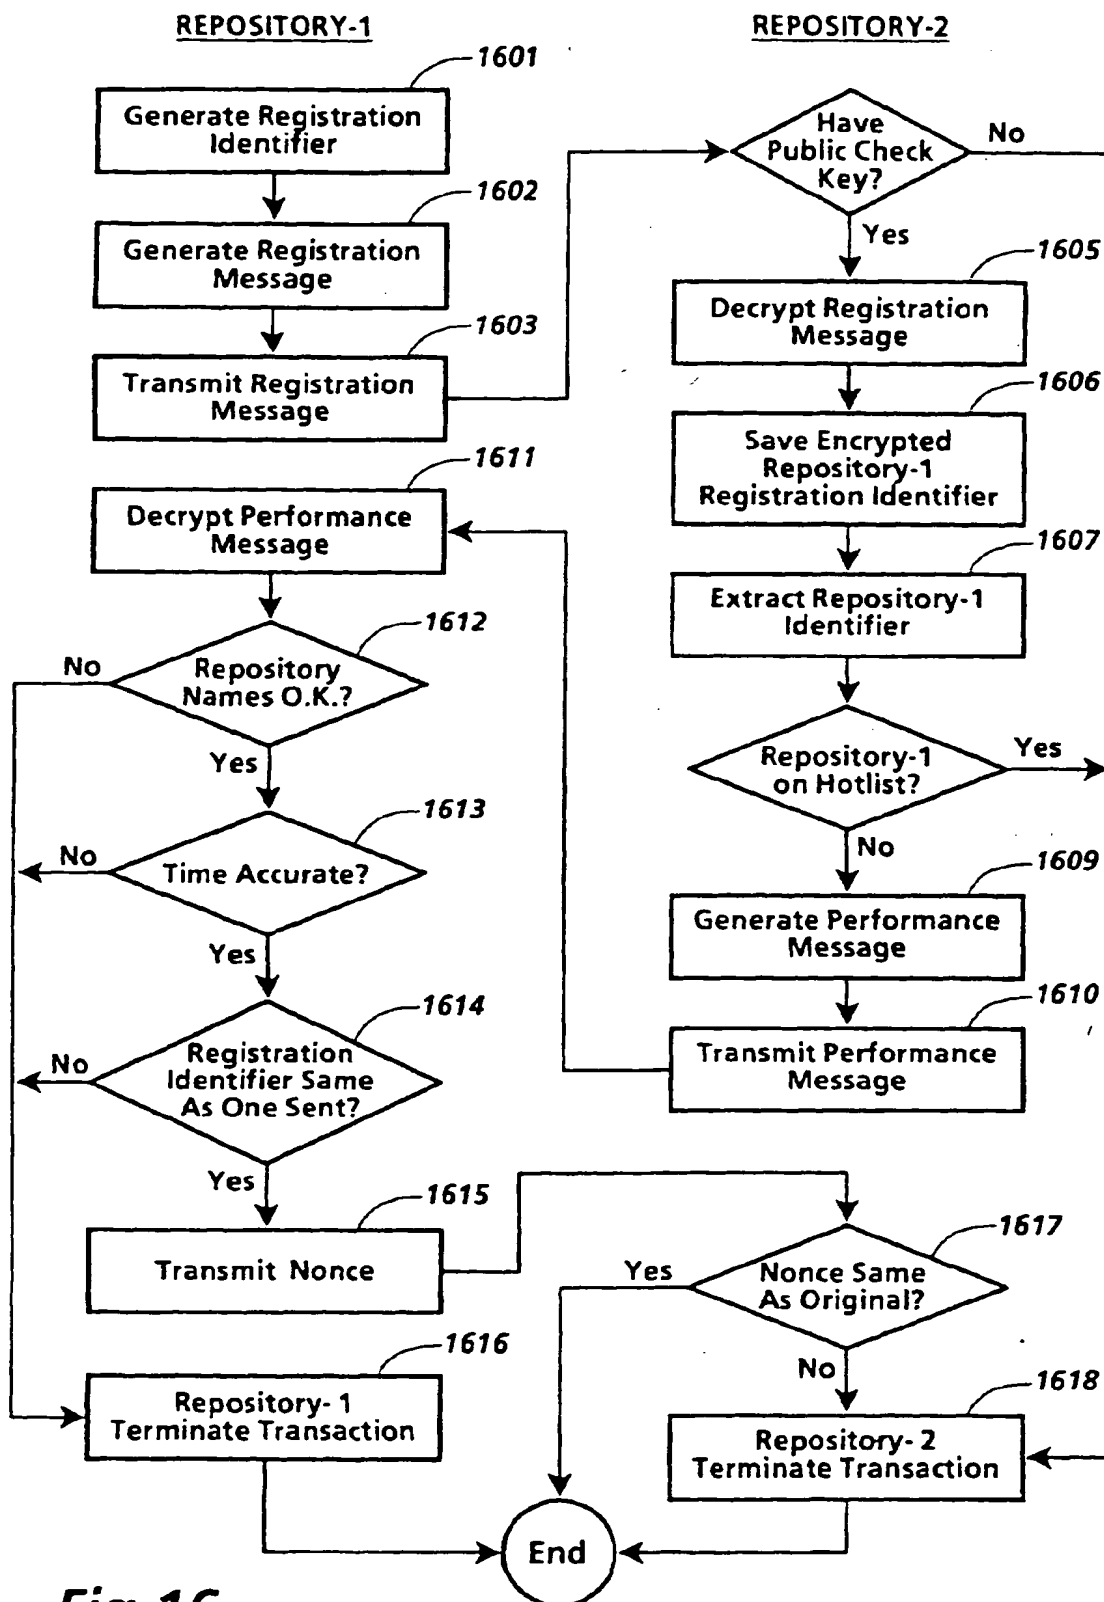 REPOSITORY-1
1601
Generate Registration
Identifier
1602
Generate Registration
Message
1603
Transmit Registration
Message
1611
Decrypt Performance
Message
1612
No
Repository
Names O.K.?
Yes
1613
No
Time Accurate?
Yes
1614
No
Registration
Identifier Same
As One Sent?
Yes
1615
Transmit Nonce
1616
Repository-1
Terminate Transaction
REPOSITORY-2
Have
Public Check
Key?
No
Yes
1605
Decrypt Registration
Message
1606
Save Encrypted
Repository-1
Registration Identifier
1607
Extract Repository-1
Identifier
Repository-1
on Hotlist?
Yes
No
1609
Generate Performance
Message
1610
Transmit Performance
Message
1617
Yes
Nonce Same
As Original?
No
1618
Repository-2
Terminate Transaction
End